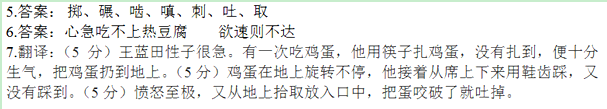 5.答案： 掷、碾、啮、嗔、刺、吐、取
6.答案： 心急吃不上热豆腐 欲速则不达
7.翻译：（5 分）王蓝田性子很急。有一次吃鸡蛋，他用筷子扎鸡蛋，没有扎到，便十分
生气，把鸡蛋扔到地上。（5 分）鸡蛋在地上旋转不停，他接着从席上下来用鞋齿踩，又
没有踩到。（5 分）愤怒至极，又从地上拾取放入口中，把蛋咬破了就吐掉。